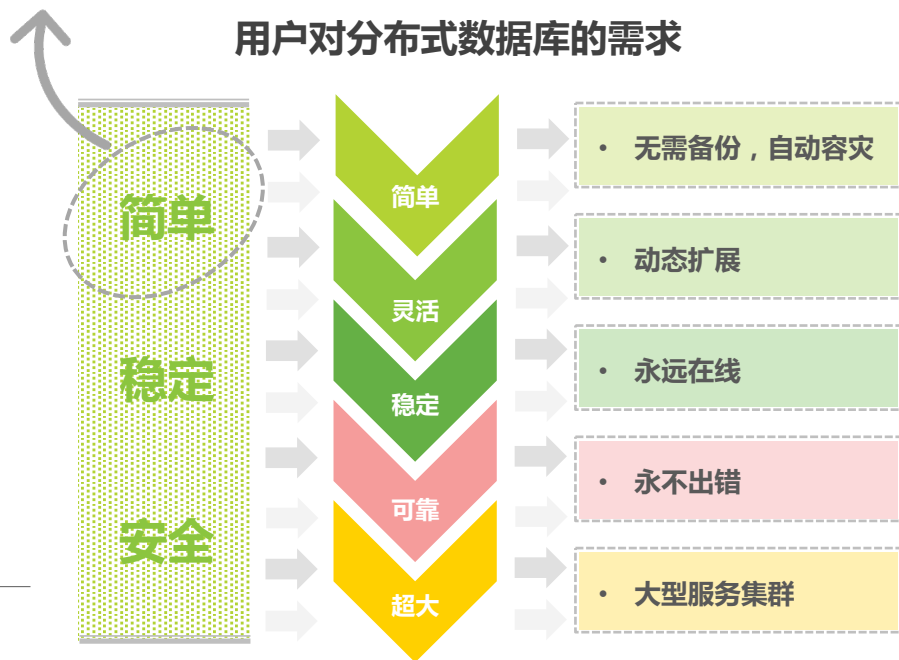 用户对分布式数据库的需求
简单
稳定
安全
简单
灵活
稳定
可靠
超大
• 无需备份，自动容灾
• 动态扩展
• 永远在线
• 永不出错
• 大型服务集群